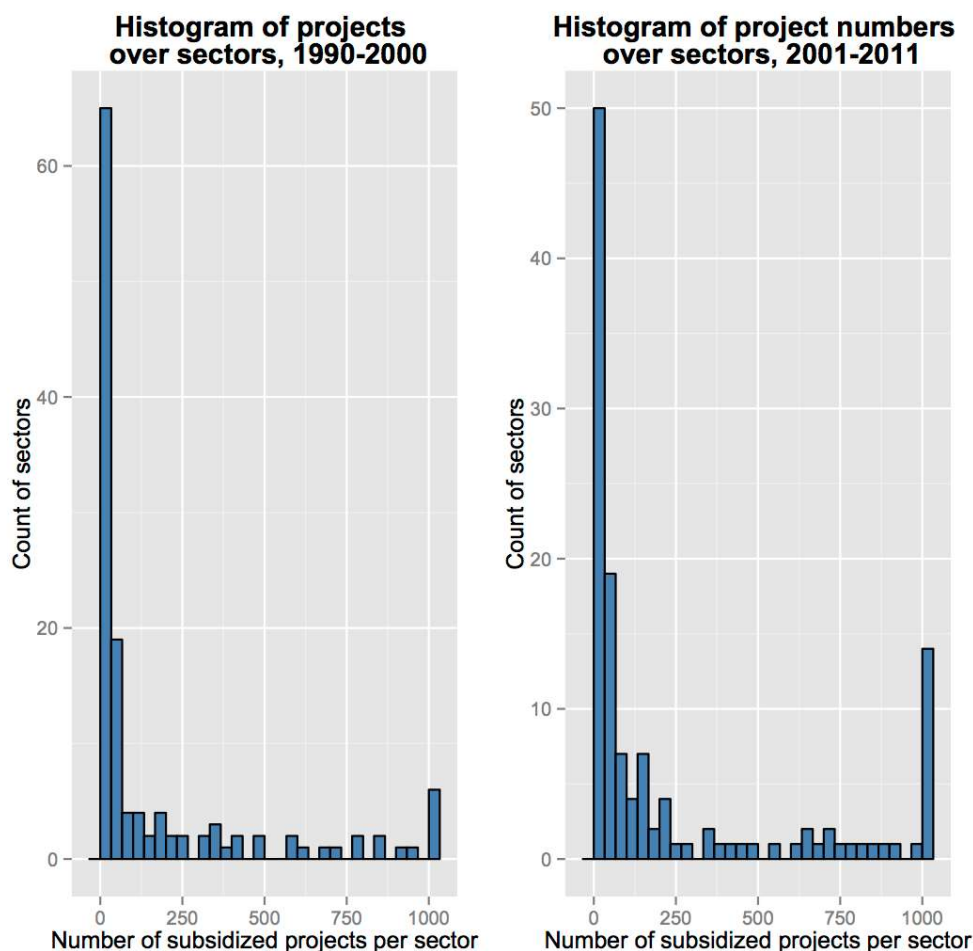 Histogram of projects
over sectors, 1990-2000
60
40
20
0
Count of sectors
0 250 500 750 1000
Number of subsidized projects per sector
Histogram of project numbers
over sectors, 2001-2011
50
40
30
20
10
0
Count of sectors
0 250 500 750 1000
Number of subsidized projects per sector